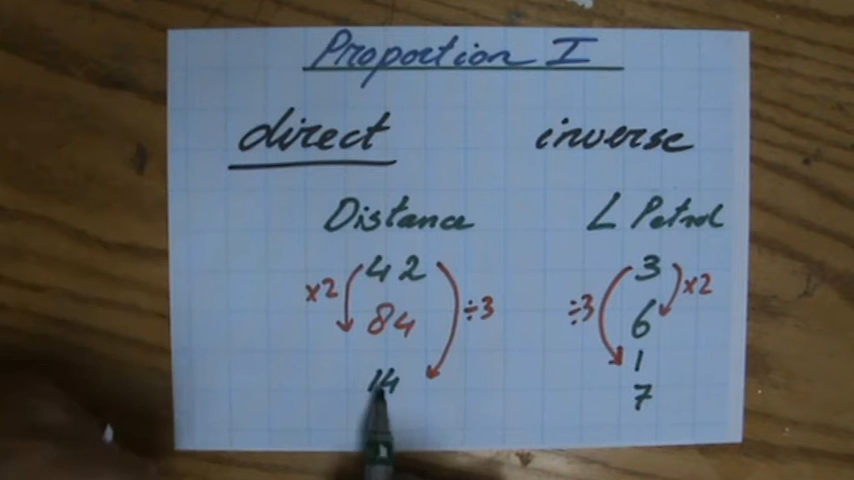 Proportion I
direct inverse
Distance L Petrol
42 3
x2 ÷3 ÷3 x2
84 6
14 1
7